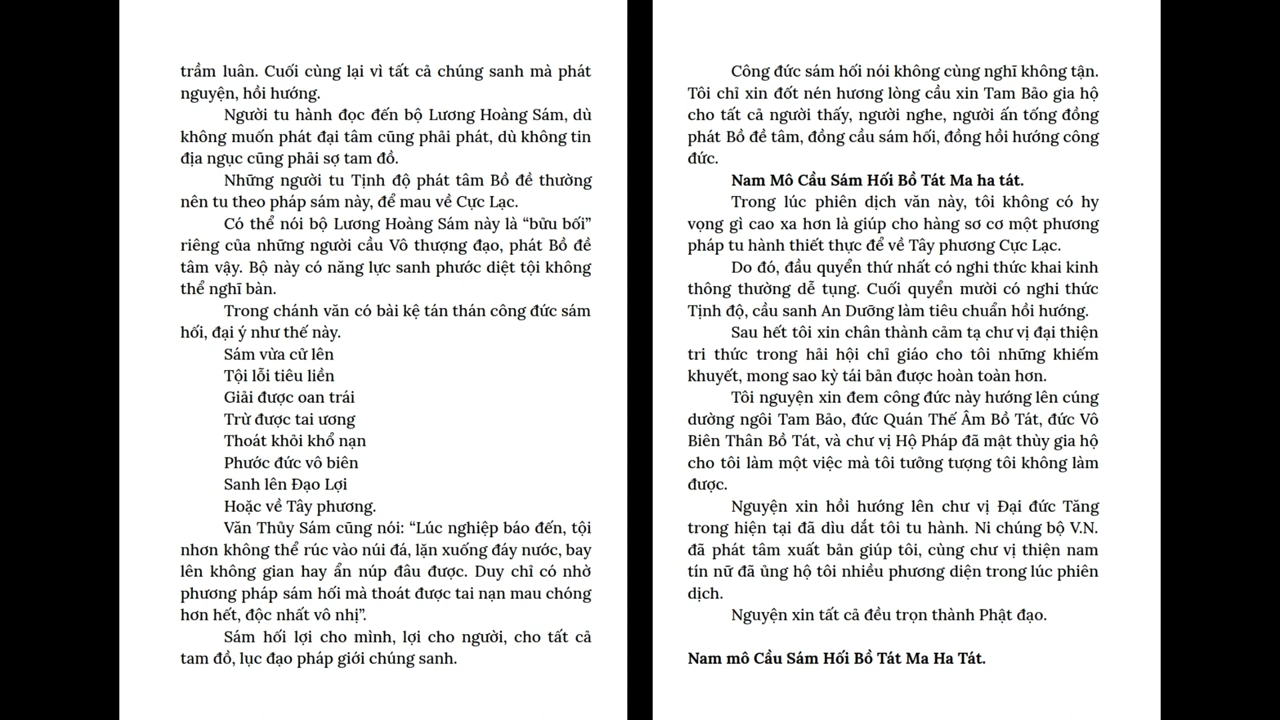 trầm luân. Cuối cùng lại vì tất cả chúng sanh mà phát
nguyện, hồi hướng.
Người tu hành đọc đến bộ Lương Hoàng Sám, dù
không muốn phát đại tâm cũng phải phát, dù không tin
địa ngục cũng phải sợ tam đồ.
Những người tu Tịnh độ phát tâm Bồ đề thường
nên tu theo pháp sám này, để mau về Cực Lạc.
Có thể nói bộ Lương Hoàng Sám này là “bửu bối”
riêng của những người cầu Vô thượng đạo, phát Bồ đề
tâm vậy. Bộ này có năng lực sanh phước diệt tội không
thể nghĩ bàn.
Trong chánh văn có bài kệ tán thán công đức sám
hối, đại ý như thế này.
Sám vừa cử lên
Tội lỗi tiêu liền
Giải được oan trái
Trừ được tai ương
Thoát khỏi khổ nạn
Phước đức vô biên
Sanh lên Đạo Lợi
Hoặc về Tây phương.
Văn Thủy Sám cũng nói: “Lúc nghiệp báo đến, tội
nhơn không thể rúc vào núi đá, lặn xuống đáy nước, bay
lên không gian hay ẩn núp đâu được. Duy chỉ có nhờ
phương pháp sám hối mà thoát được tai nạn mau chóng
hơn hết, độc nhất vô nhị”.
Sám hối lợi cho mình, lợi cho người, cho tất cả
tam đồ, lục đạo pháp giới chúng sanh.
Công đức sám hối nói không cùng nghĩ không tận.
Tôi chỉ xin đốt nén hương lòng cầu xin Tam Bảo gia hộ
cho tất cả người thấy, người nghe, người ấn tống đồng
phát Bồ đề tâm, đồng cầu sám hối, đồng hồi hướng công
đức.
Nam Mô Cầu Sám Hối Bồ Tát Ma ha tát.
Trong lúc phiên dịch văn này, tôi không có hy
vọng gì cao xa hơn là giúp cho hàng sơ cơ một phương
pháp tu hành thiết thực để về Tây phương Cực Lạc.
Do đó, đầu quyển thứ nhất có nghi thức khai kinh
thông thường dễ tụng. Cuối quyển mười có nghi thức
Tịnh độ, cầu sanh An Dưỡng làm tiêu chuẩn hồi hướng.
Sau hết tôi xin chân thành cảm tạ chư vị đại thiện
tri thức trong hải hội chỉ giáo cho tôi những khiếm
khuyết, mong sao kỳ tái bản được hoàn toàn hơn.
Tôi nguyện xin đem công đức này hướng lên cúng
dường ngôi Tam Bảo, đức Quán Thế Âm Bồ Tát, đức Vô
Biên Thân Bồ Tát, và chư vị Hộ Pháp đã mật thùy gia hộ
cho tôi làm một việc mà tôi tưởng tượng tôi không làm
được.
Nguyện xin hồi hướng lên chư vị Đại đức Tăng
trong hiện tại đã dìu dắt tôi tu hành. Ni chúng bộ V.N.
đã phát tâm xuất bản giúp tôi, cùng chư vị thiện nam
tín nữ đã ủng hộ tôi nhiều phương diện trong lúc phiên
dịch.
Nguyện xin tất cả đều trọn thành Phật đạo.
Nam mô Cầu Sám Hối Bồ Tát Ma Ha Tát.